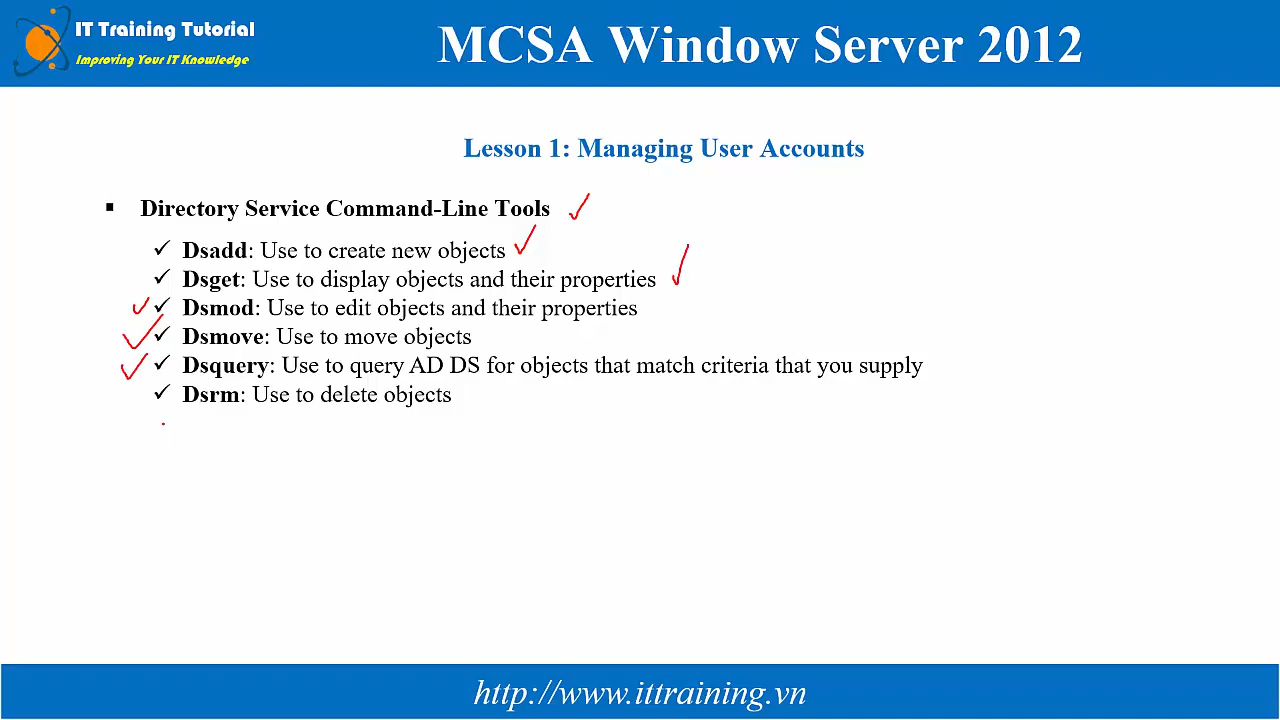 IT Training Tutorial
Improving Your IT Knowledge
MCSA Window Server 2012
Lesson 1: Managing User Accounts
▪ Directory Service Command-Line Tools
✓ Dsadd: Use to create new objects
✓ Dsget: Use to display objects and their properties
✓ Dsmod: Use to edit objects and their properties
✓ Dsmove: Use to move objects
✓ Dsquery: Use to query AD DS for objects that match criteria that you supply
✓ Dsrm: Use to delete objects
http://www.ittraining.vn